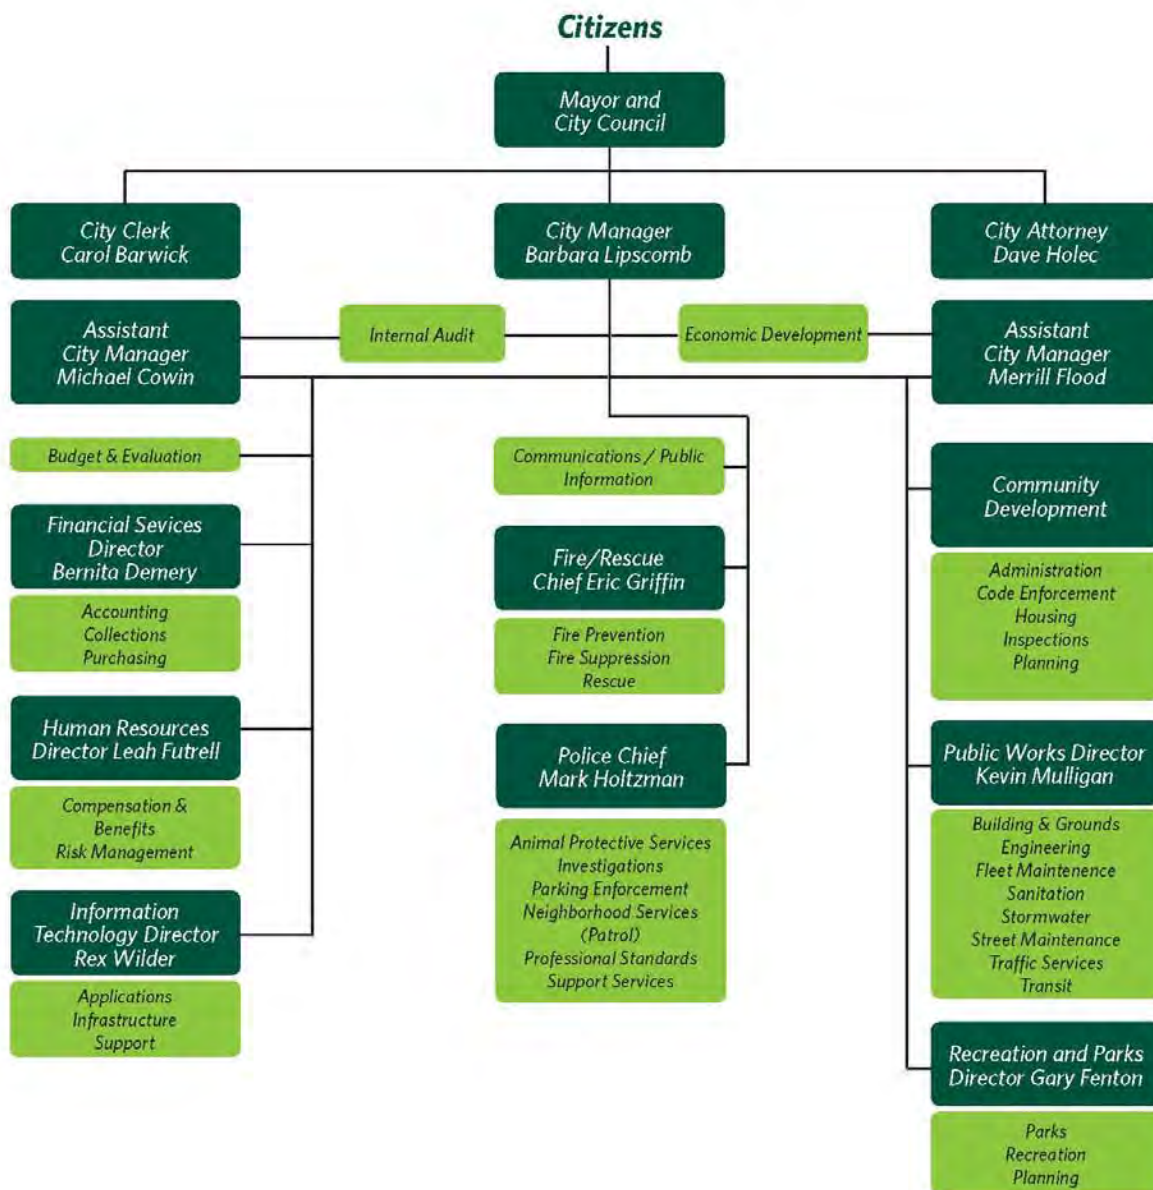 Citizens
Mayor and
City Council
City Clerk
Carol Barwick
City Manager
Barbara Lipscomb
City Attorney
Dave Holec
Assistant
City Manager
Michael Cowin
Internal Audit
Economic Development
Assistant
City Manager
Merrill Flood
Budget & Evaluation
Financial Sevices
Director
Bernita Demery
Accounting
Collections
Purchasing
Human Resources
Director Leah Futrell
Compensation &
Benefits
Risk Management
Information
Technology Director
Rex Wilder
Applications
Infrastructure
Support
Communications / Public
Information
Fire/Rescue
Chief Eric Griffin
Fire Prevention
Fire Suppression
Rescue
Police Chief
Mark Holtzman
Animal Protective Services
Investigations
Parking Enforcement
Neighborhood Services
(Patrol)
Professional Standards
Support Services
Community
Development
Administration
Code Enforcement
Housing
Inspections
Planning
Public Works Director
Kevin Mulligan
Building & Grounds
Engineering
Fleet Maintenence
Sanitation
Stormwater
Street Maintenance
Traffic Services
Transit
Recreation and Parks
Director Gary Fenton
Parks
Recreation
Planning